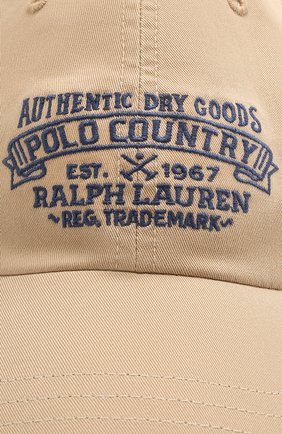 AUTHENTIC DRY GOODS
POLO COUNTRY
EST. 1967
RALPH LAUREN
~REG. TRADEMARK~